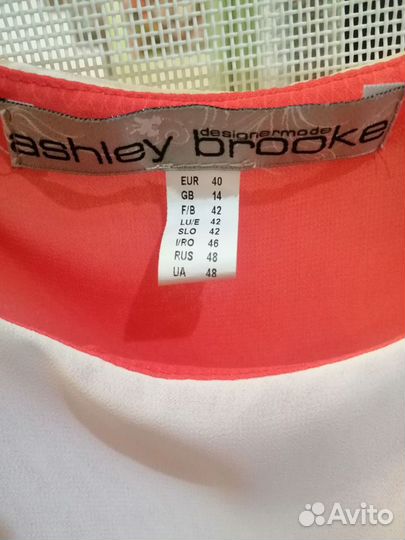 designermode
ashley brooke
EUR 40
GB 14
F/B 42
LU/E 42
SLO 42
I/RO 46
RUS 48
UA 48
Avito